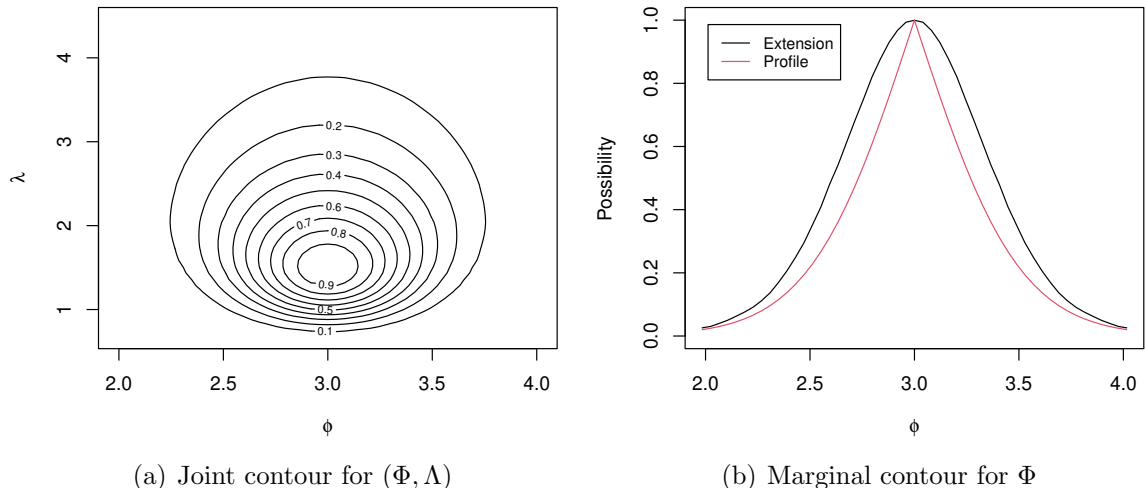 λ
4
3
2
1
0.2
0.3
0.4
0.6
0.7
0.8
0.9
0.5
0.1
2.0 2.5 3.0 3.5 4.0
ϕ
(a) Joint contour for (Φ, Λ)
Possibility
1.0
0.8
0.6
0.4
0.2
0.0
Extension
Profile
2.0 2.5 3.0 3.5 4.0
ϕ
(b) Marginal contour for Φ